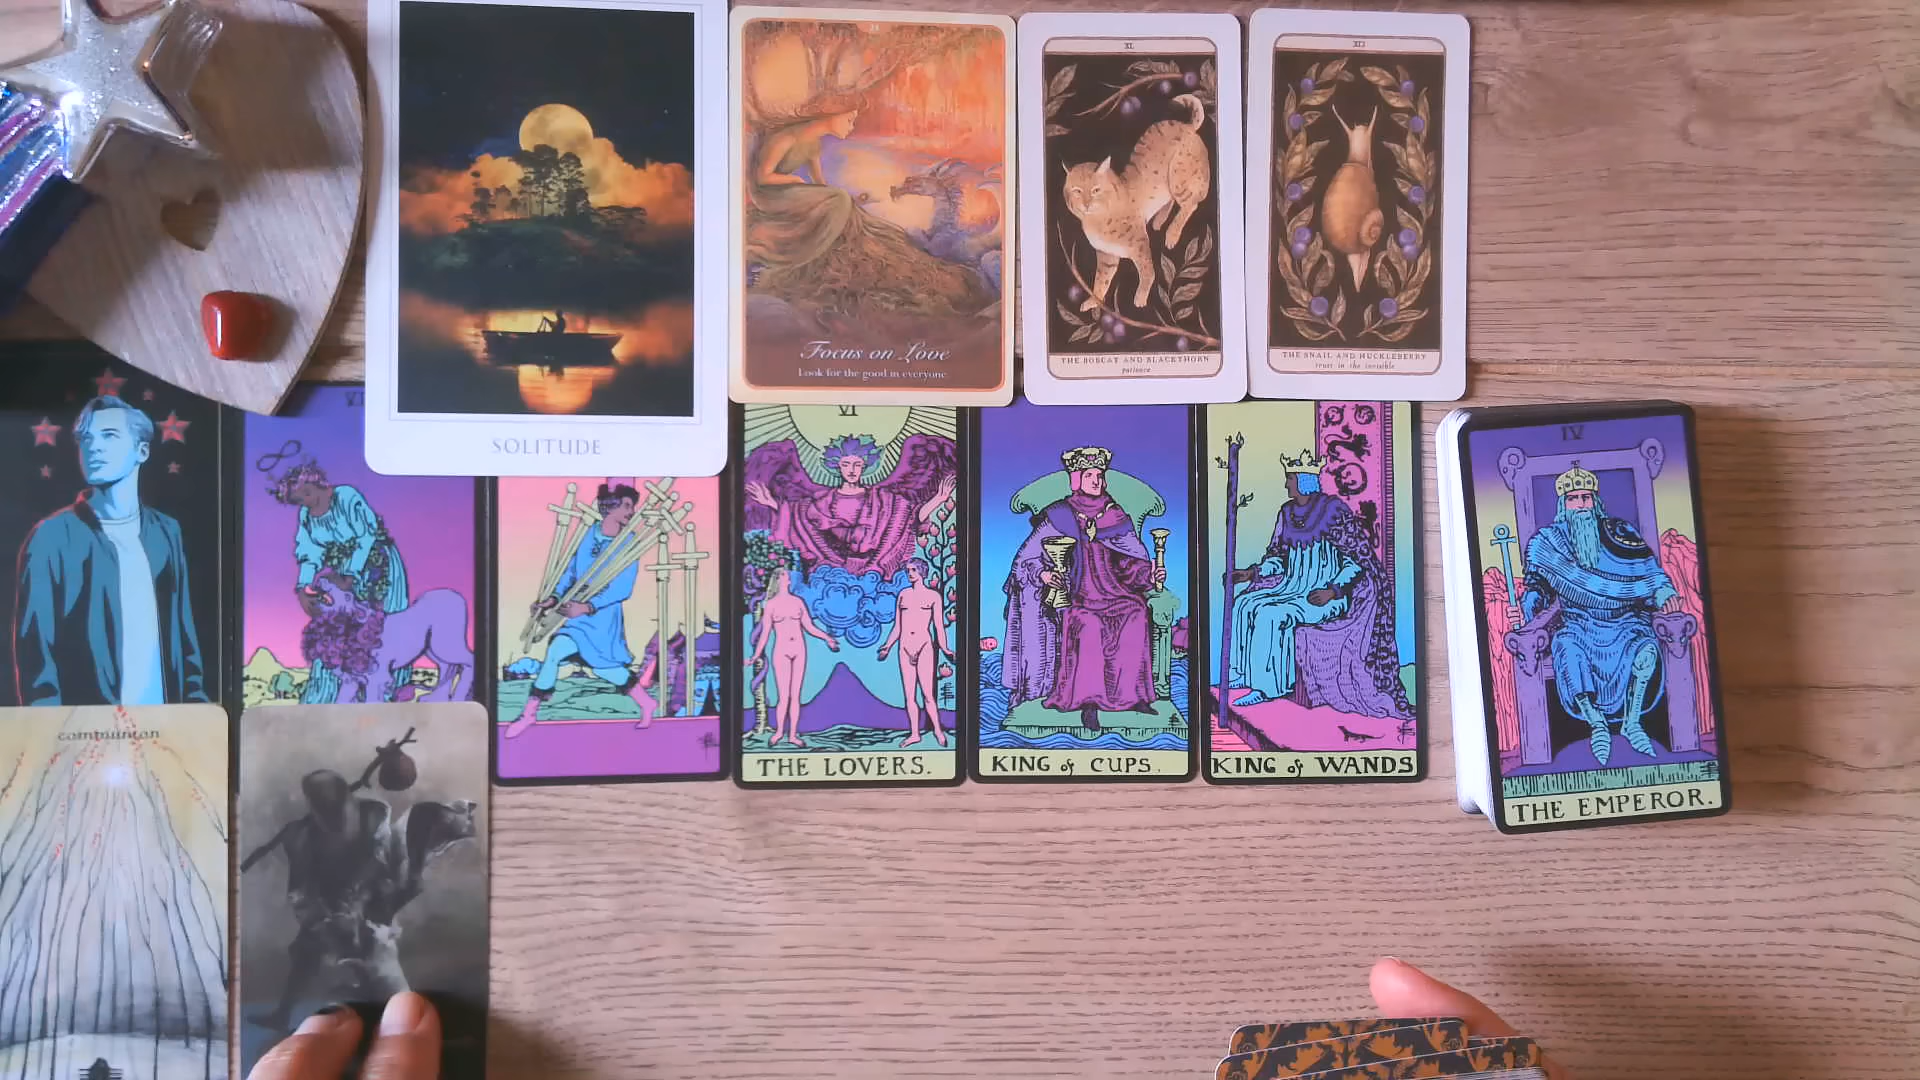 SOLITUDE
Focus on Love
Look for the good in everyone
XI
THE BOBCAT AND BLACKTHORN
patience
XII
THE SNAIL AND HUCKLEBERRY
trust in the invisible
VI
THE LOVERS.
KING of CUPS.
KING of WANDS
IV
THE EMPEROR.
communion